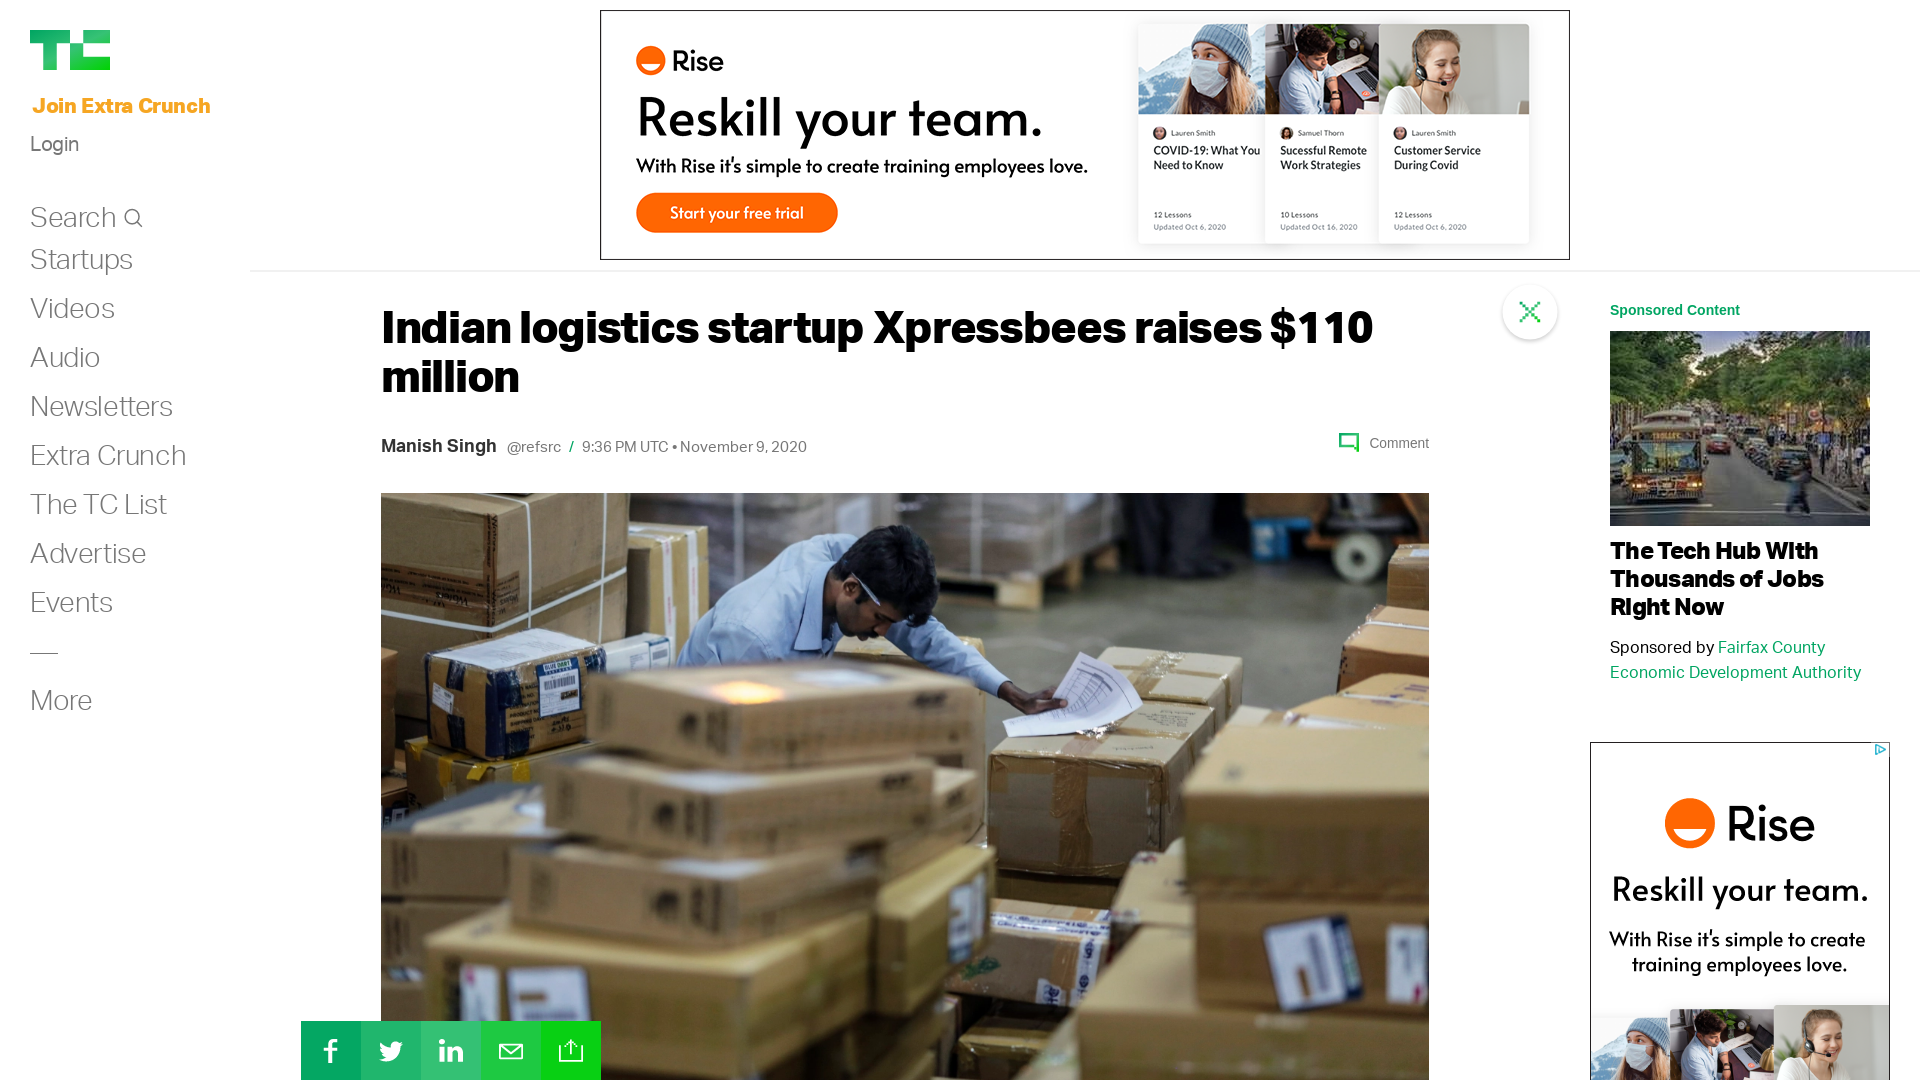 TC
Join Extra Crunch
Login
Search
Startups
Videos
Audio
Newsletters
Extra Crunch
The TC List
Advertise
Events
More
Rise
Reskill your team.
With Rise it's simple to create training employees love.
Start your free trial
Lauren Smith
COVID-19: What You
Need to Know
12 Lessons
Updated Oct 6, 2020
Samuel Thorn
Sucessful Remote
Work Strategies
10 Lessons
Updated Oct 16, 2020
Lauren Smith
Customer Service
During Covid
12 Lessons
Updated Oct 6, 2020
Indian logistics startup Xpressbees raises $110
million
Manish Singh @refsrc / 9:36 PM UTC • November 9, 2020
Comment
BLUE DART
Sponsored Content
TROLLEY
The Tech Hub With
Thousands of Jobs
Right Now
Sponsored by Fairfax County
Economic Development Authority
Rise
Reskill your team.
With Rise it's simple to create
training employees love.